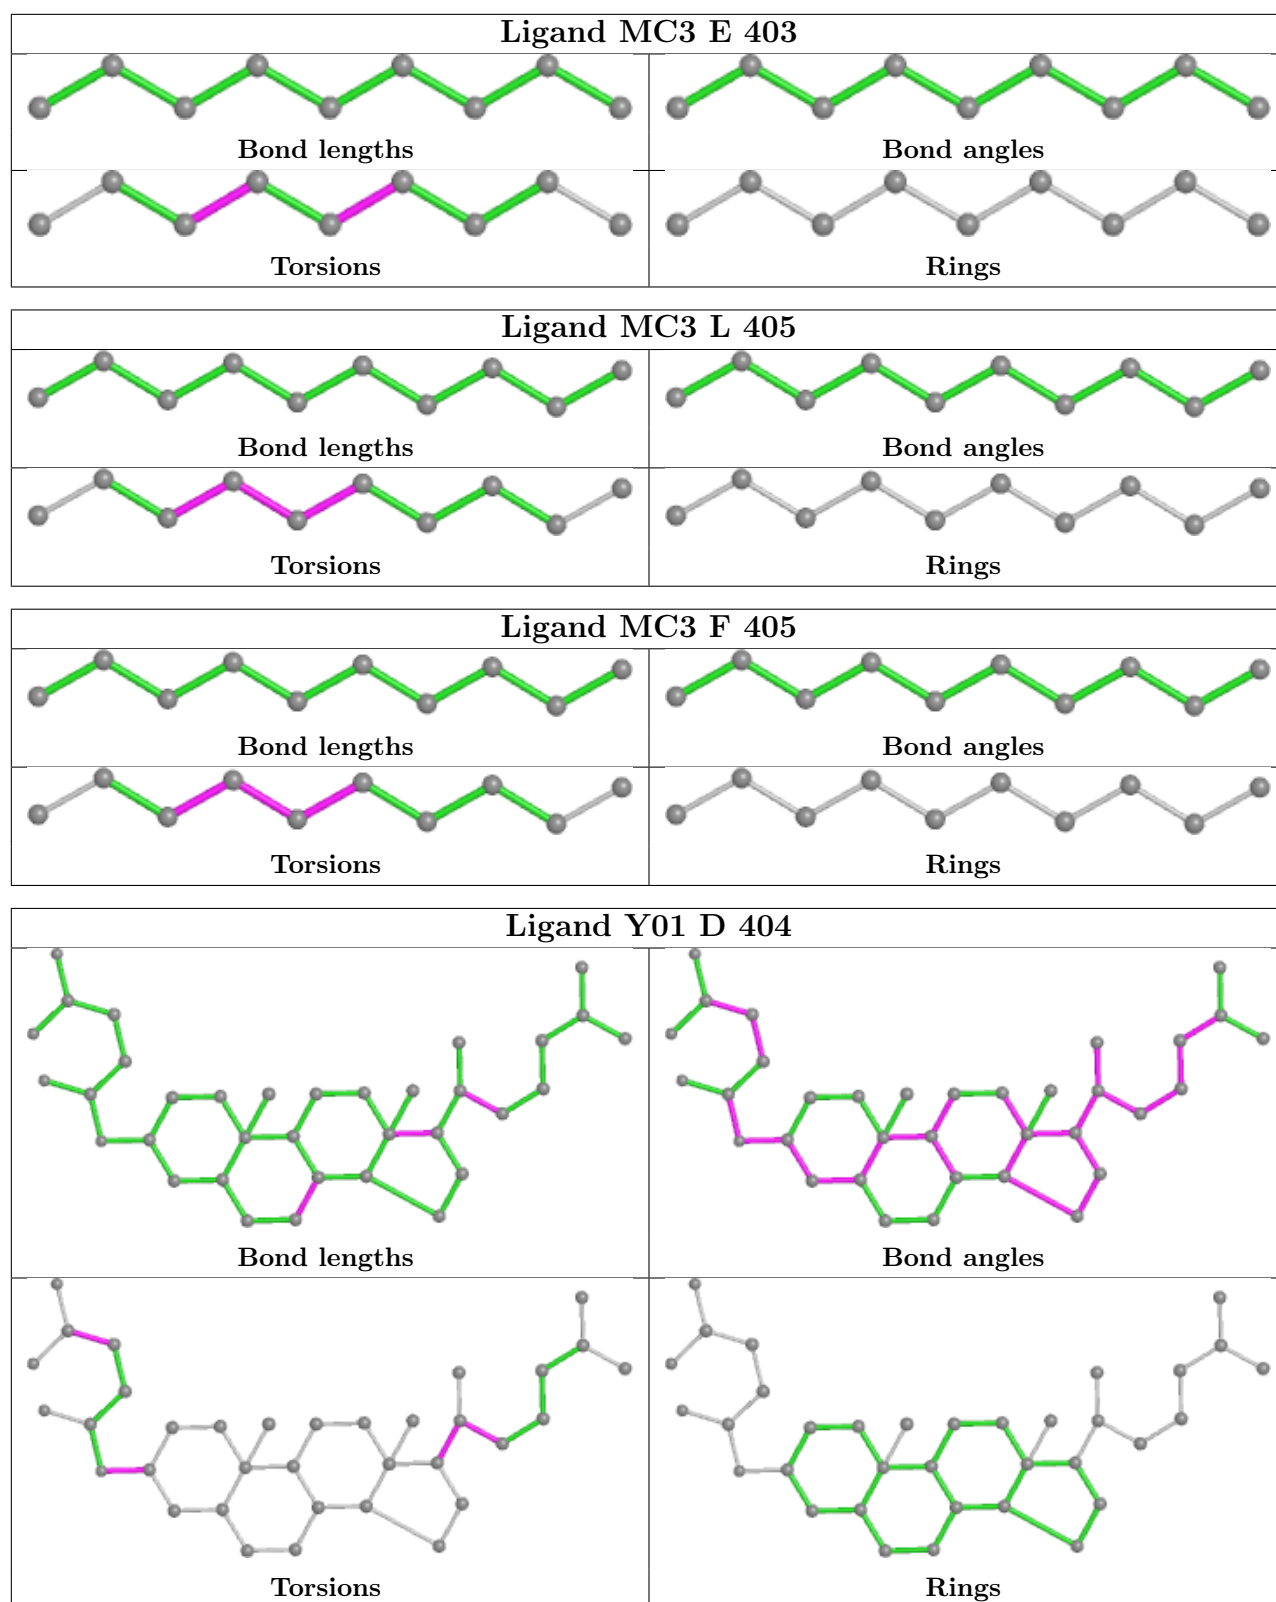 Ligand MC3 E 403
Bond lengths
Bond angles
Torsions
Rings
Ligand MC3 L 405
Bond lengths
Bond angles
Torsions
Rings
Ligand MC3 F 405
Bond lengths
Bond angles
Torsions
Rings
Ligand Y01 D 404
Bond lengths
Bond angles
Torsions
Rings